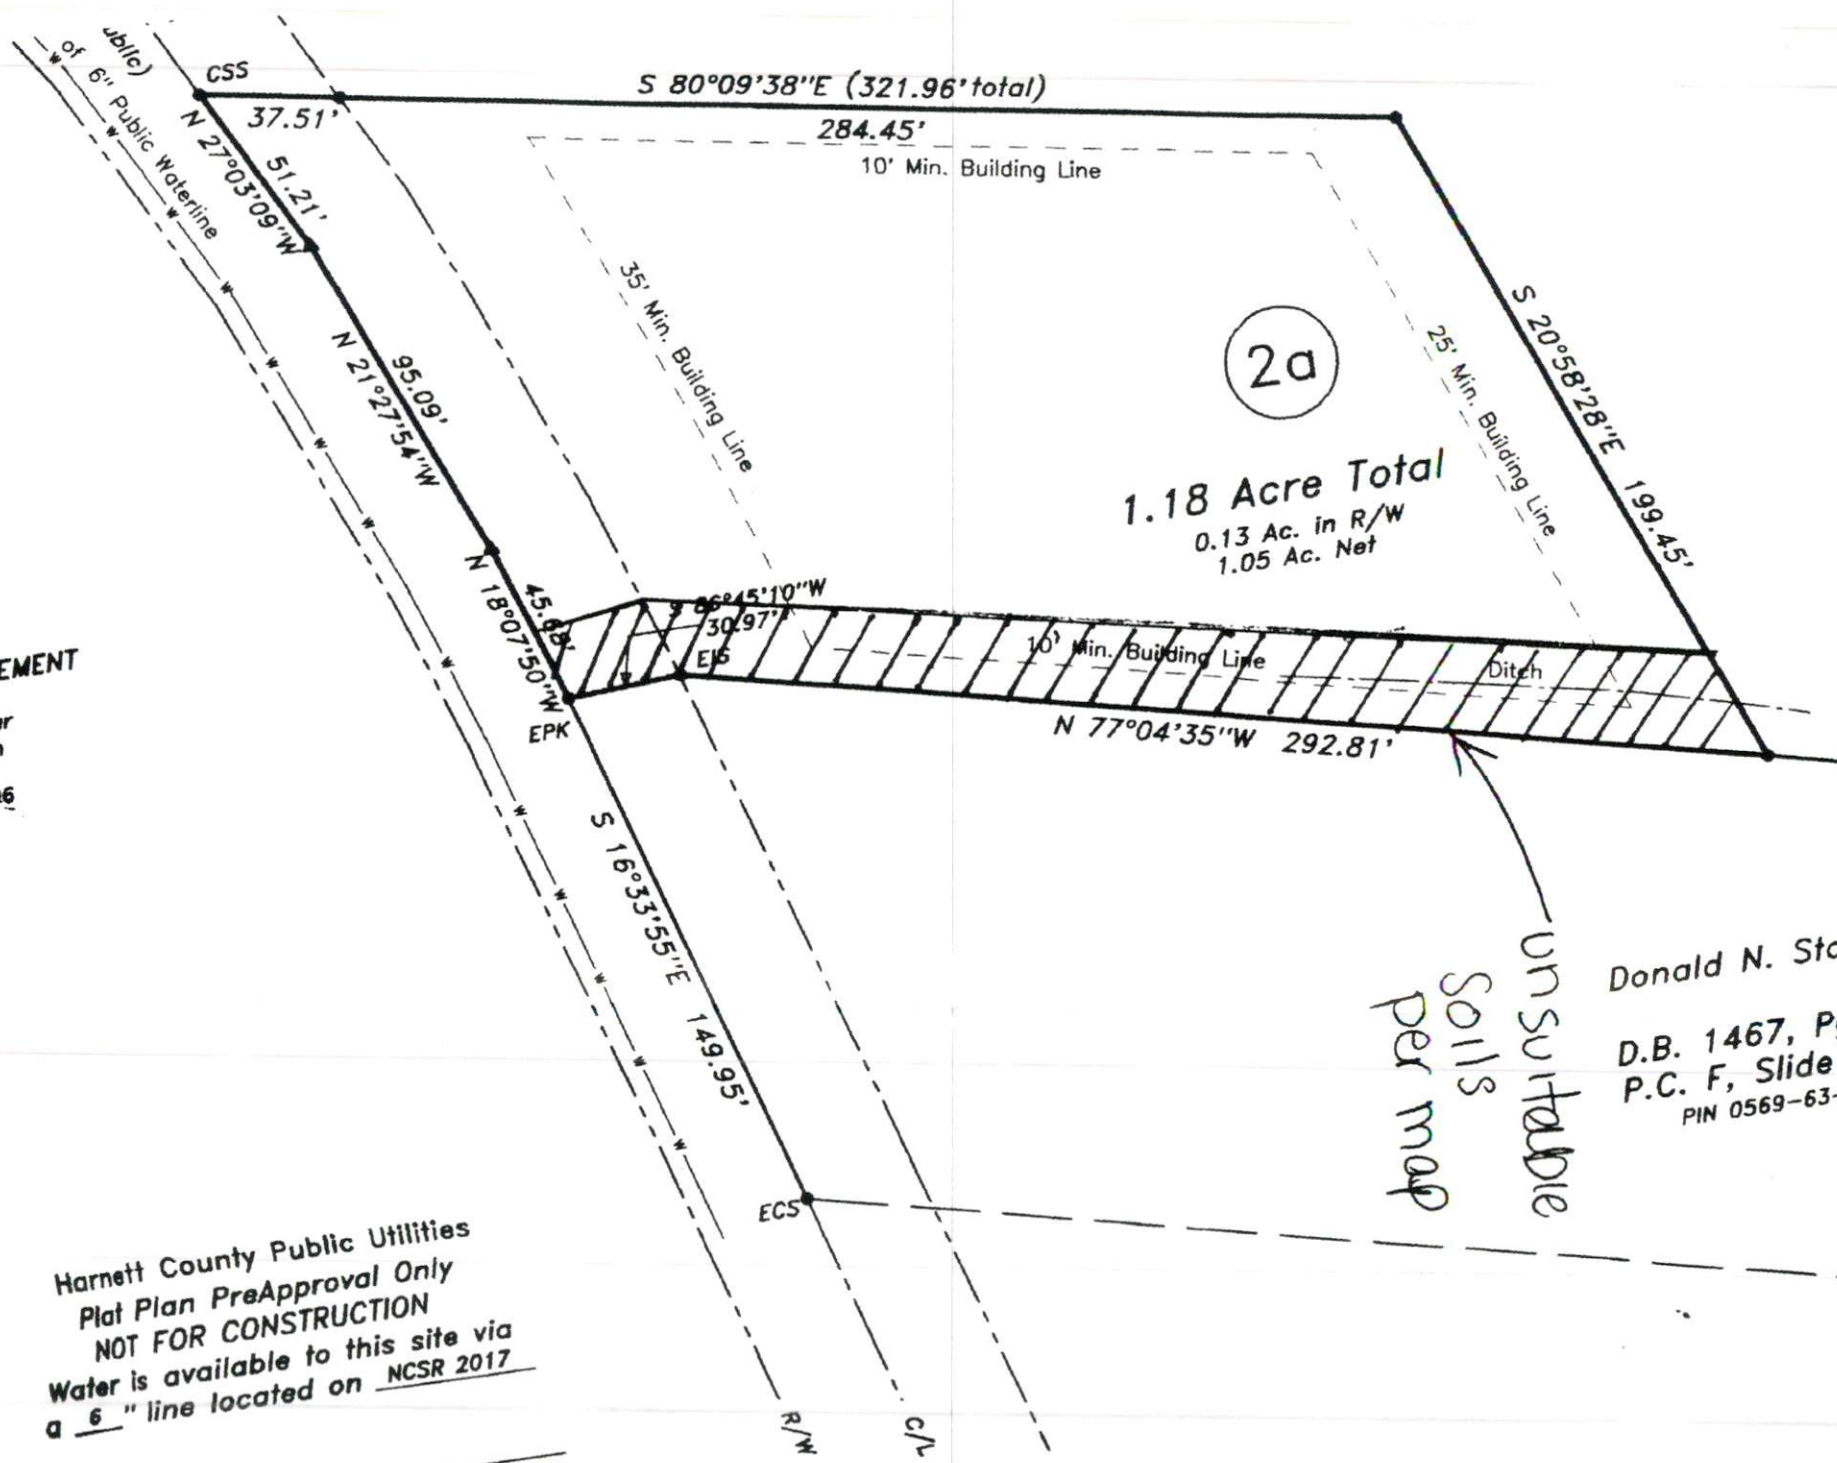 CSS
S 80°09'38"E (321.96' total)
37.51'
284.45'
10' Min. Building Line
of 6" Public Waterline
N 27°03'09"W
51.21'
35' Min. Building Line
2a
25' Min. Building Line
S 20°58'28"E 199.45'
N 21°27'54"W
95.09'
1.18 Acre Total
0.13 Ac. in R/W
1.05 Ac. Net
N 18°07'50"W
45.68'
S 86°45'10"W
30.97'
EIS
10' Min. Building Line
Ditch
EPK
N 77°04'35"W 292.81'
EMENT
S 16°33'55"E 149.95'
unsuitable
soils
per map
Donald N.
D.B. 1467,
P.C. F, Slide
PIN 0569-63-
ECS
Harnett County Public Utilities
Plat Plan PreApproval Only
NOT FOR CONSTRUCTION
Water is available to this site via
a 6 " line located on NCSR 2017
R/W
C/L